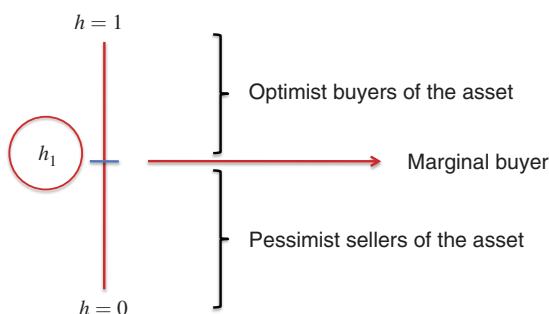 h = 1
Optimist buyers of the asset
h₁
Marginal buyer
Pessimist sellers of the asset
h = 0